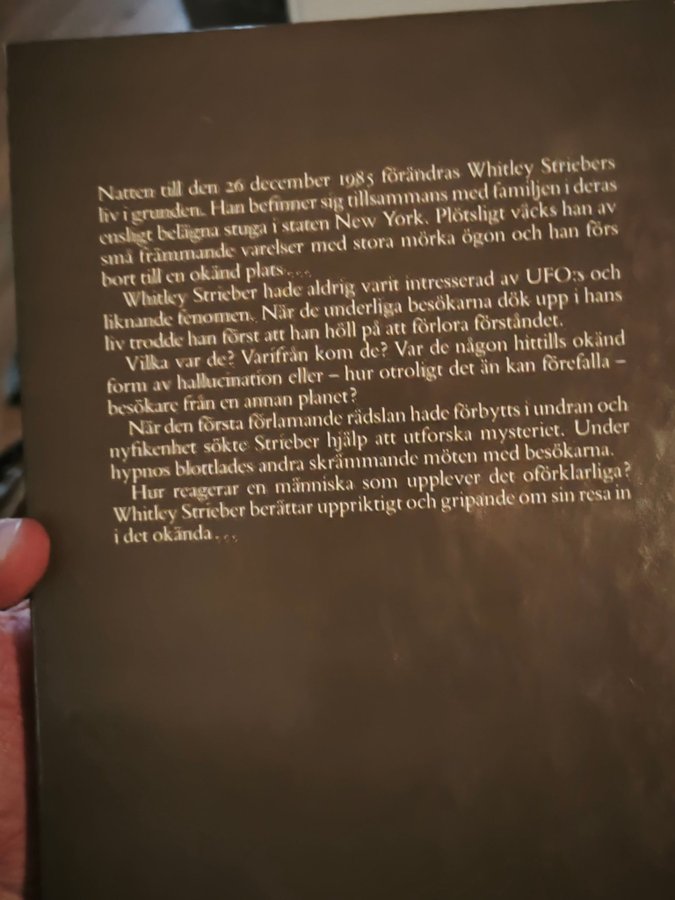 Natten till den 26 december 1985 förändras Whitley Striebers
liv i grunden. Han befinner sig tillsammans med familjen i deras
ensligt belägna stuga i staten New York. Plötsligt väcks han av
små främmande varelser med stora mörka ögon och han förs
bort till en okänd plats...
Whitley Strieber hade aldrig varit intresserad av UFO:s och
liknande fenomen. När de underliga besökarna dök upp i hans
liv trodde han först att han höll på att förlora förståndet.
Vilka var de? Varifrån kom de? Var de någon hittills okänd
form av hallucination eller – hur otroligt det än kan förefalla –
besökare från en annan planet?
När den första förlamande rädslan hade förbytts i undran och
nyfikenhet sökte Strieber hjälp att utforska mysteriet. Under
hypnos blottlades andra skrämmande möten med besökarna.
Hur reagerar en människa som upplever det oförklarliga?
Whitley Strieber berättar uppriktigt och gripande om sin resa in
i det okända...